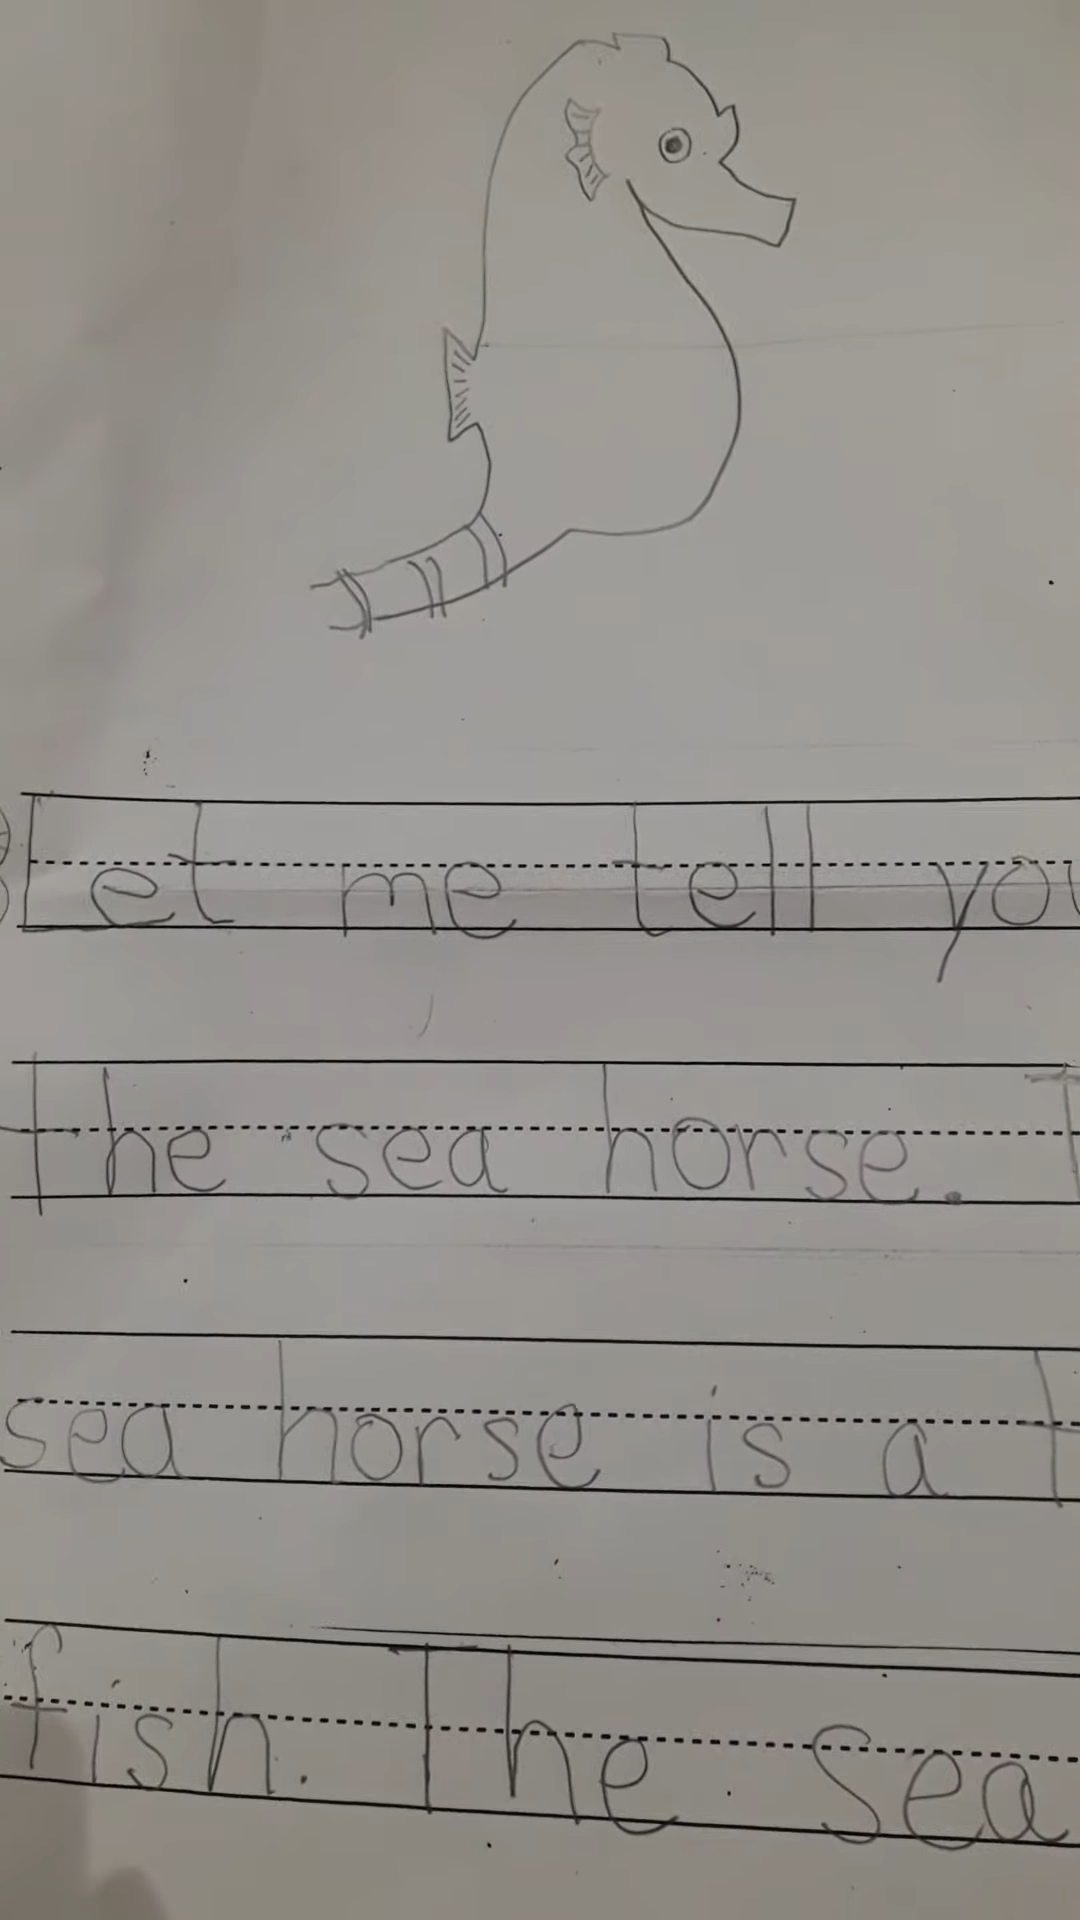 Let me tell you
the sea horse.
sea horse is a
fish. The sea